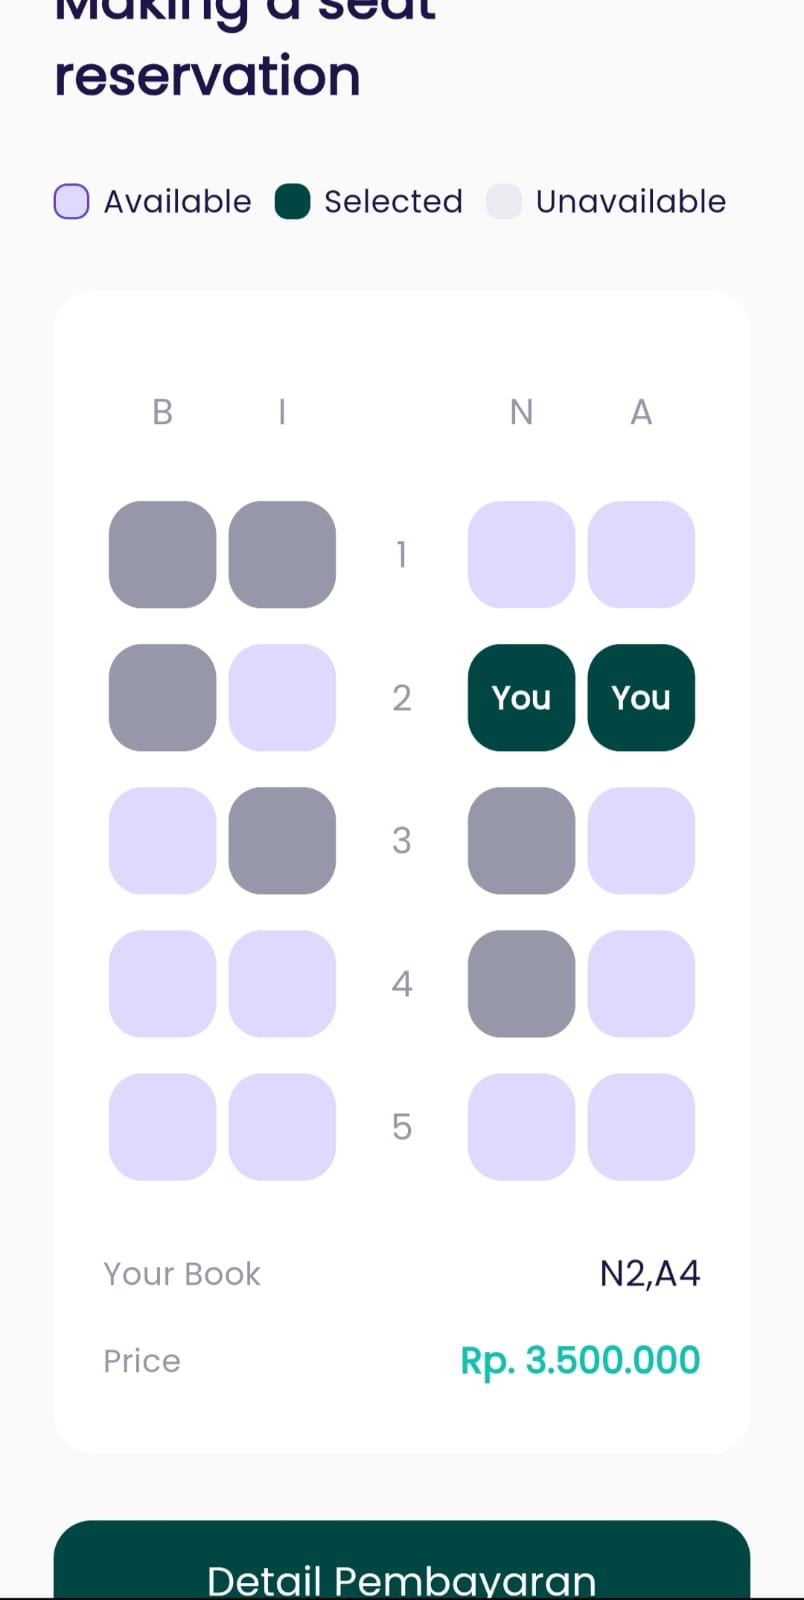 Making a seat
reservation
Available Selected Unavailable
B I N A
1
2 You You
3
4
5
Your Book N2,A4
Price Rp. 3.500.000
Detail Pembayaran